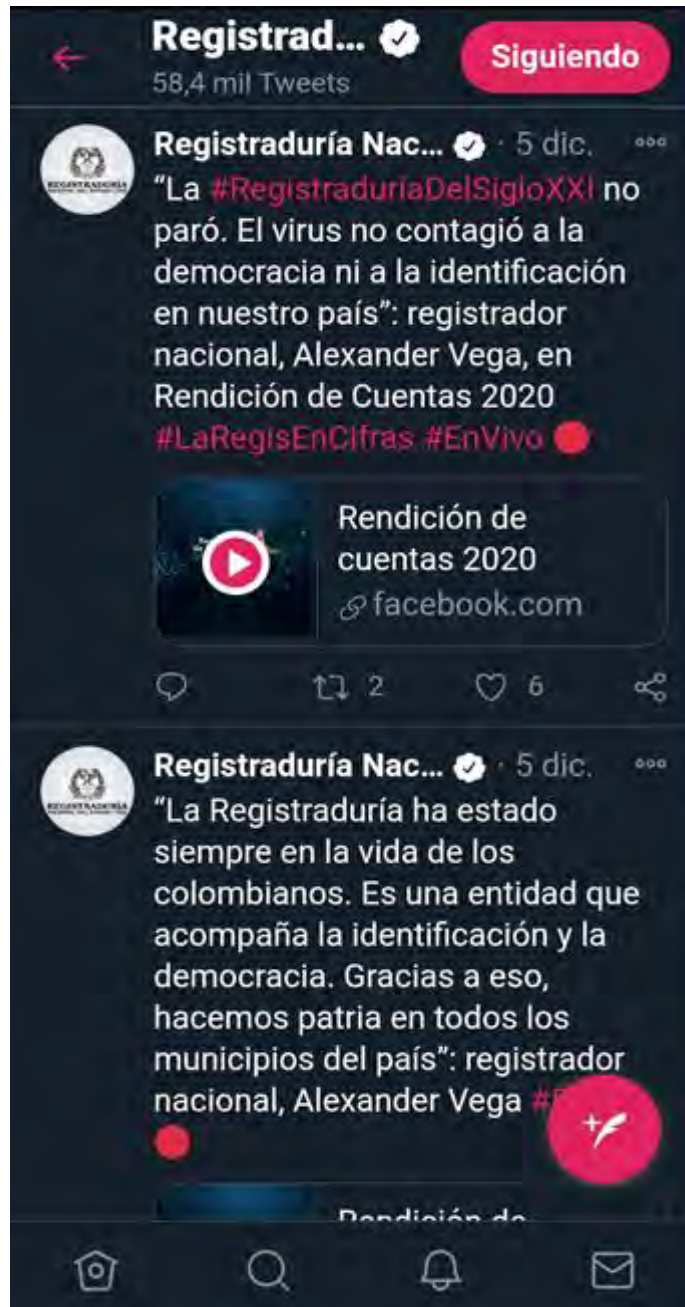 Registrad...
Siguiendo
58,4 mil Tweets
Registraduría Nac... · 5 dic.
“La #RegistraduríaDelSigloXXI no
paró. El virus no contagió a la
democracia ni a la identificación
en nuestro país”: registrador
nacional, Alexander Vega, en
Rendición de Cuentas 2020
#LaRegisEnCifras #EnVivo
Rendición de
cuentas 2020
facebook.com
2 6
REGISTRADURÍA
Registraduría Nac... · 5 dic.
“La Registraduría ha estado
siempre en la vida de los
colombianos. Es una entidad que
acompaña la identificación y la
democracia. Gracias a eso,
hacemos patria en todos los
municipios del país”: registrador
nacional, Alexander Vega
Rendición de